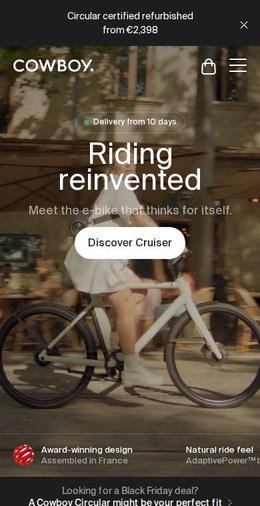 Circular certified refurbished
from €2,398
COWBOY.
Delivery from 10 days
Riding
reinvented
Meet the e-bike that thinks for itself.
Discover Cruiser
Award-winning design
Assembled in France
Natural ride feel
AdaptivePower™
Looking for a Black Friday deal?
A Cowboy Cruiser might be your perfect fit